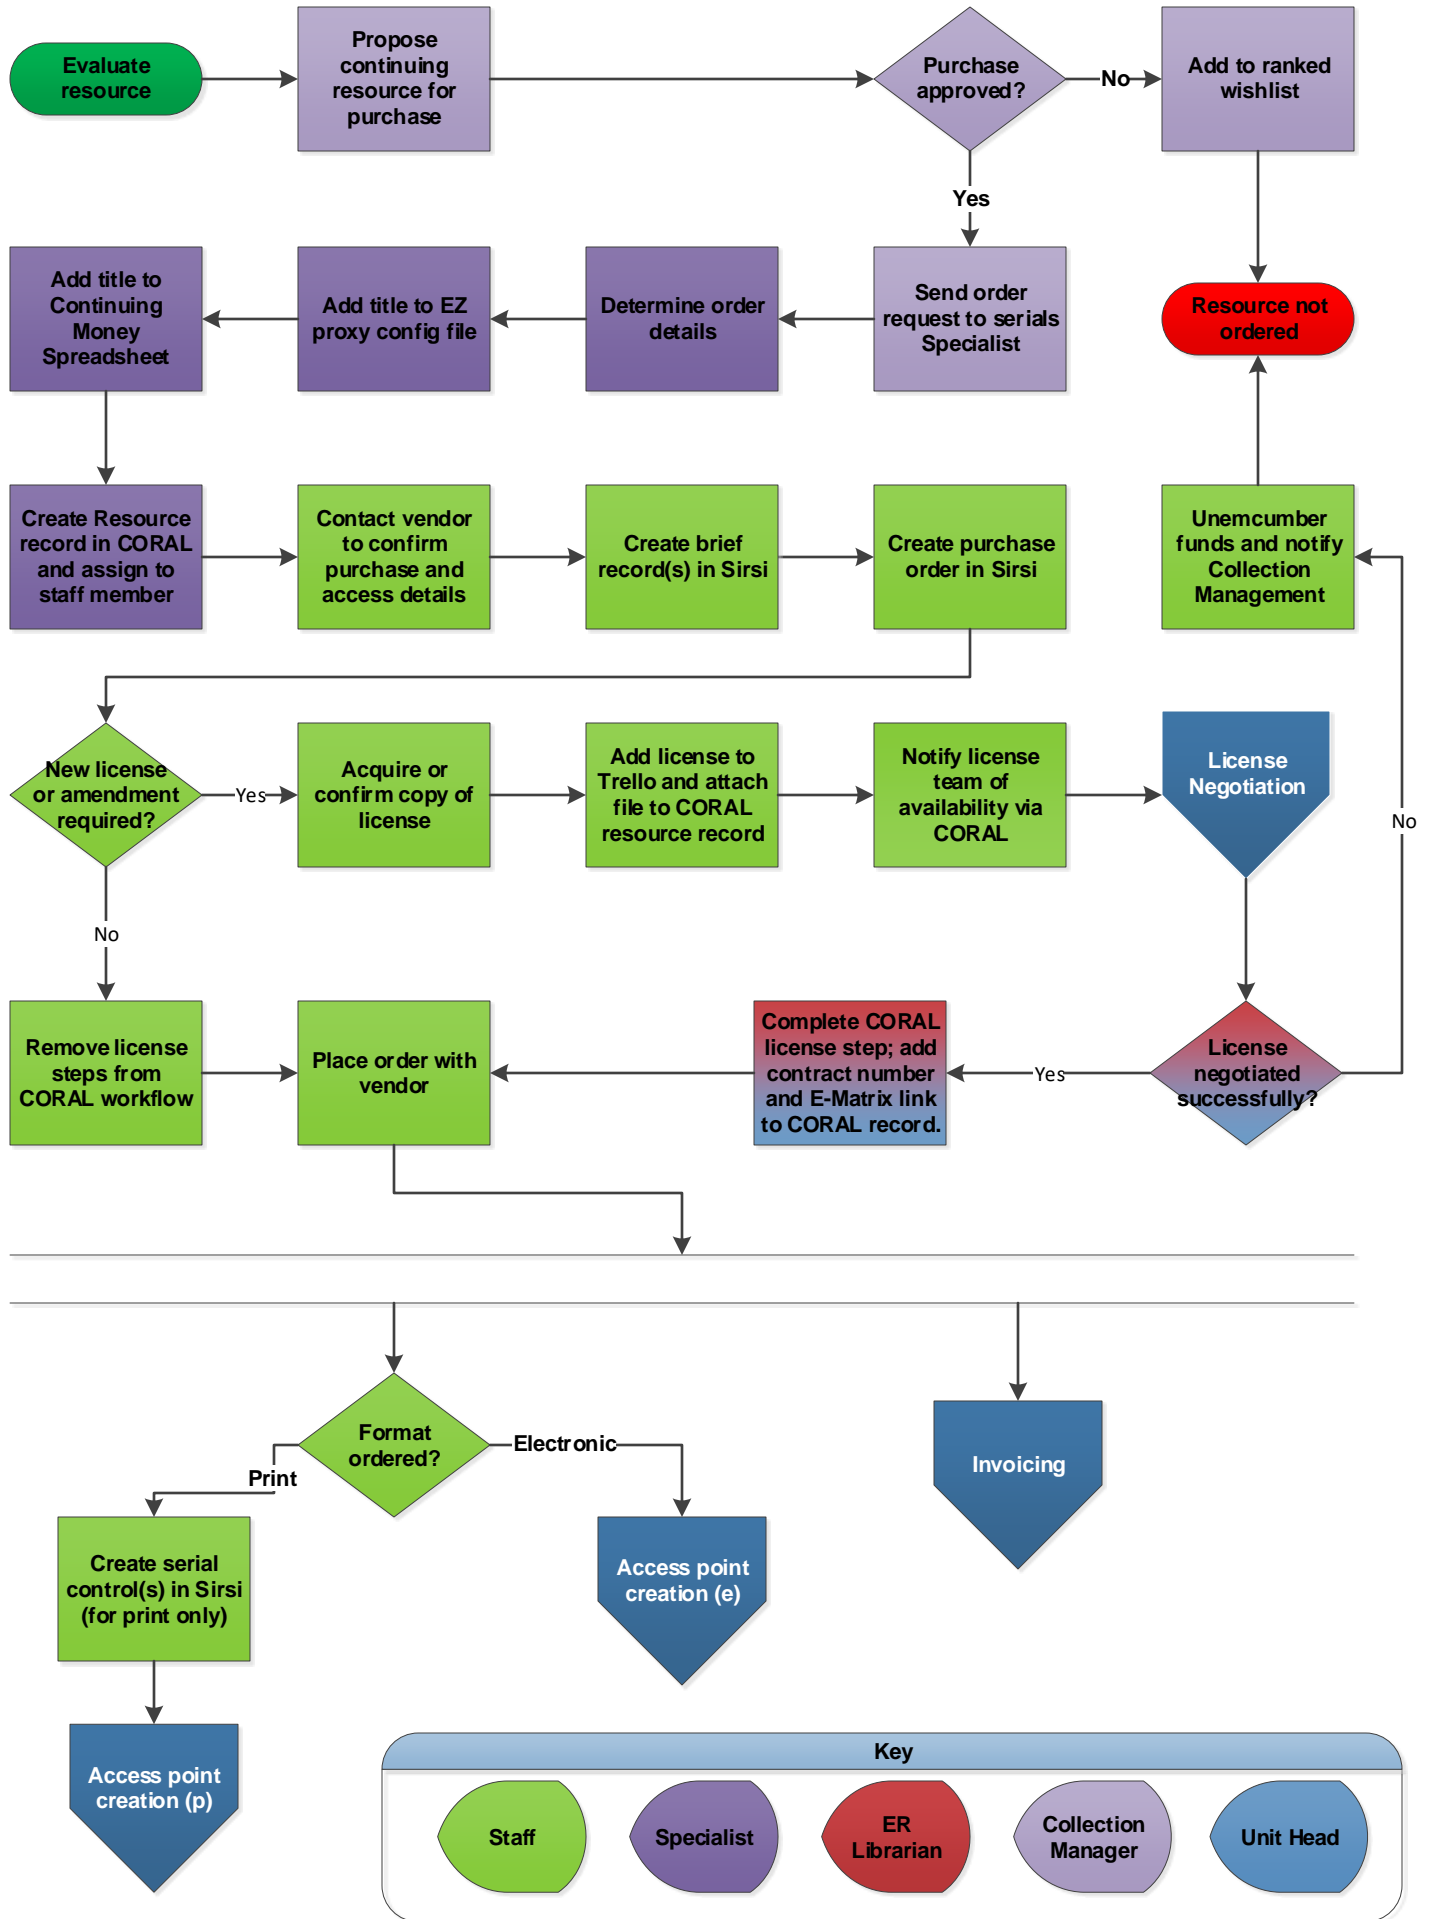 Evaluate
resource
Propose
continuing
resource for
purchase
Purchase
approved?
No
Add to ranked
wishlist
Yes
Add title to
Continuing
Money
Spreadsheet
Add title to EZ
proxy config file
Determine order
details
Send order
request to serials
Specialist
Resource not
ordered
Create Resource
record in CORAL
and assign to
staff member
Contact vendor
to confirm
purchase and
access details
Create brief
record(s) in Sirsi
Create purchase
order in Sirsi
Unemcumber
funds and notify
Collection
Management
New license
or amendment
required?
Yes
Acquire or
confirm copy of
license
Add license to
Trello and attach
file to CORAL
resource record
Notify license
team of
availability via
CORAL
License
Negotiation
No
No
Remove license
steps from
CORAL workflow
Place order with
vendor
Complete CORAL
license step; add
contract number
and E-Matrix link
to CORAL record.
Yes
License
negotiated
successfully?
Format
ordered?
Electronic
Print
Invoicing
Create serial
control(s) in Sirsi
(for print only)
Access point
creation (e)
Access point
creation (p)
Key
Staff
Specialist
ER
Librarian
Collection
Manager
Unit Head